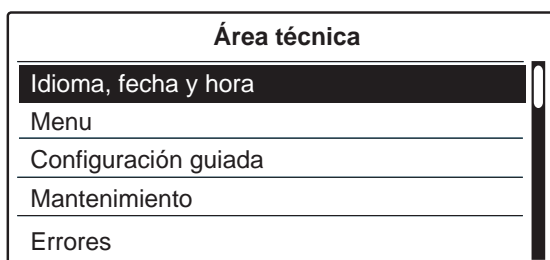 Área técnica
Idioma, fecha y hora
Menu
Configuración guiada
Mantenimiento
Errores